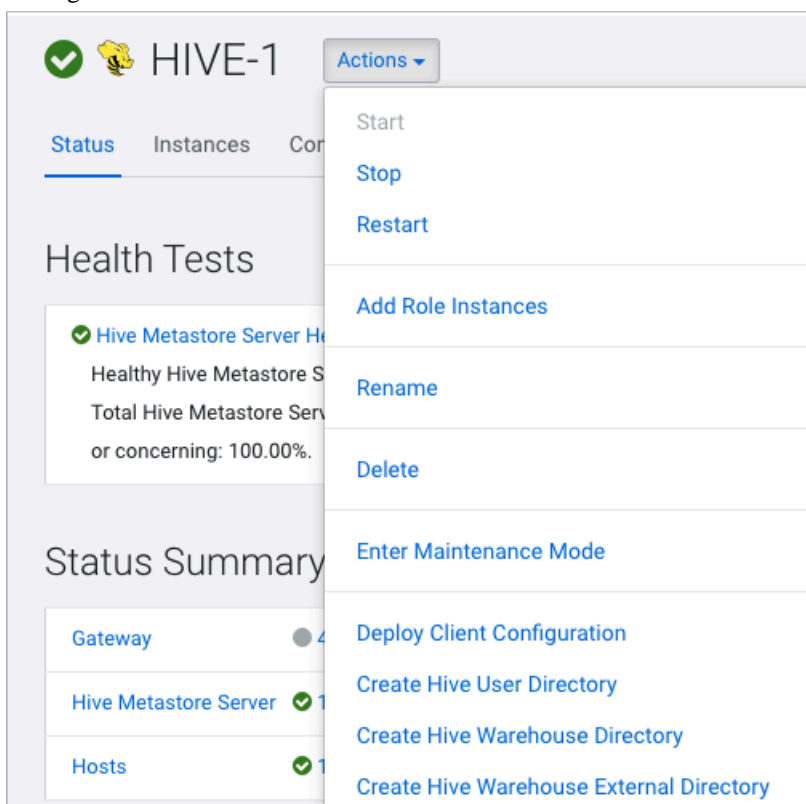 HIVE-1
Actions
Status Instances
Start
Stop
Restart
Health Tests
Add Role Instances
Hive Metastore Server
Healthy Hive Metastore
Rename
Total Hive Metastore
or concerning: 100.00%.
Delete
Enter Maintenance Mode
Status Summary
Gateway
Deploy Client Configuration
Create Hive User Directory
Hive Metastore Server 1
Create Hive Warehouse Directory
Hosts 1
Create Hive Warehouse External Directory